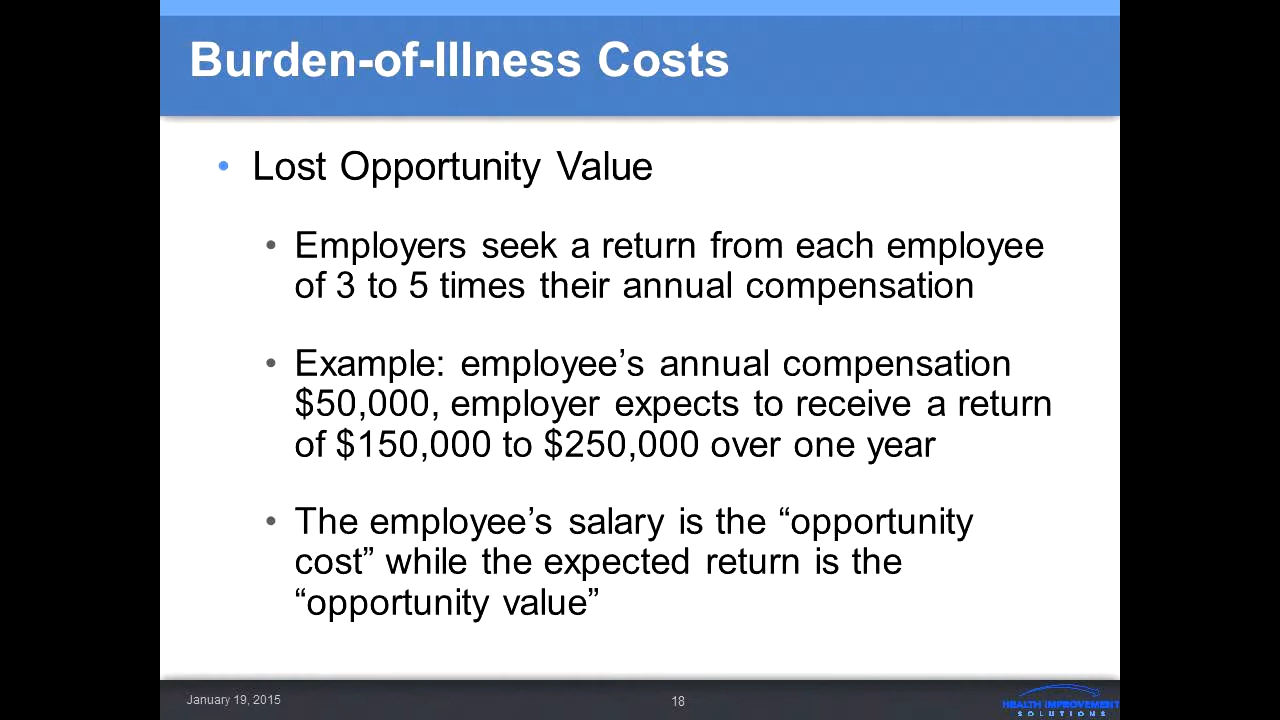 Burden-of-Illness Costs
• Lost Opportunity Value
• Employers seek a return from each employee
of 3 to 5 times their annual compensation
• Example: employee’s annual compensation
$50,000, employer expects to receive a return
of $150,000 to $250,000 over one year
• The employee’s salary is the “opportunity
cost” while the expected return is the
“opportunity value”
January 19, 2015
18
HEALTH IMPROVEMENT
SOLUTIONS